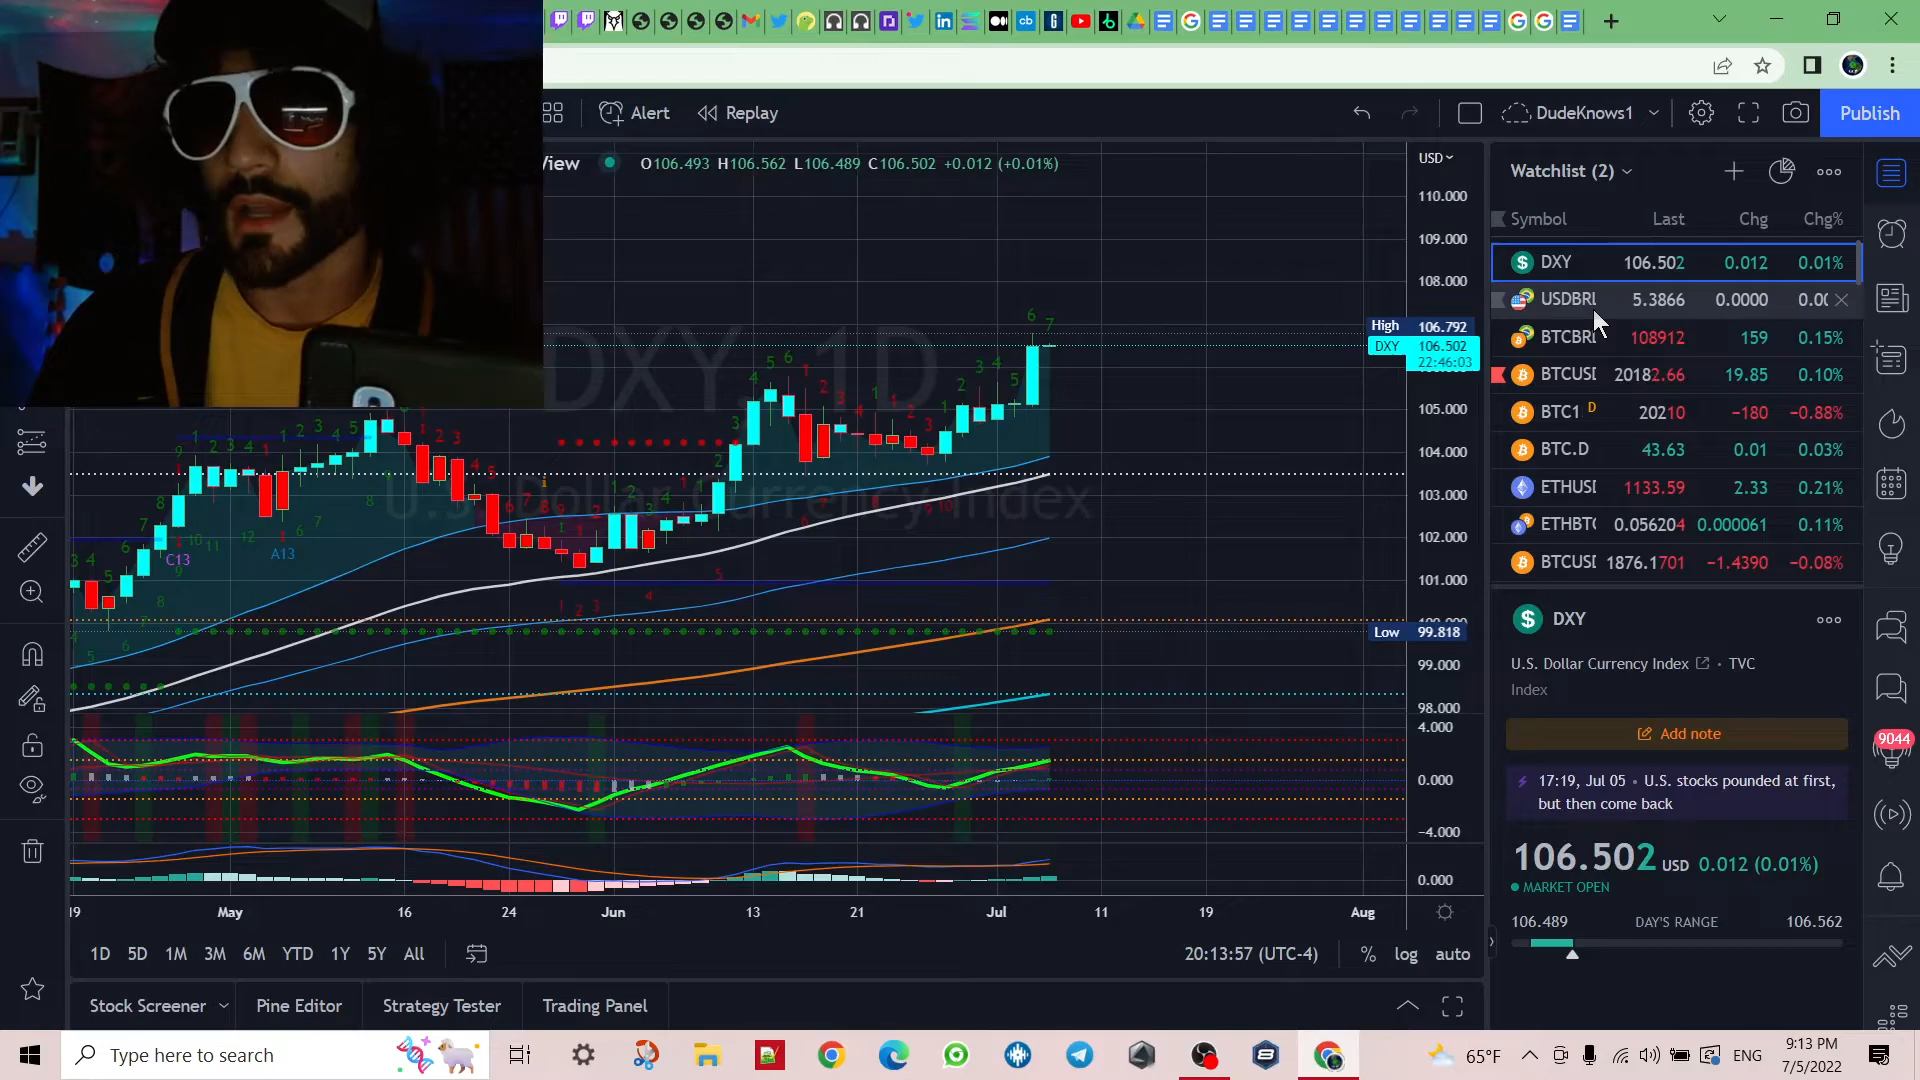 Alert
Replay
DudeKnows1
Publish
View
O106.493 H106.562 L106.489 C106.502 +0.012 (+0.01%)
USD
110.000
109.000
108.000
High 106.792
DXY 106.502
22:46:03
105.000
104.000
103.000
102.000
101.000
Low 99.818
99.000
98.000
4.000
0.000
−4.000
0.000
DXY, 1D
U.S. Dollar Currency Index
C13
A13
19 May 16 24 Jun 13 21 Jul 11 19 Aug
1D 5D 1M 3M 6M YTD 1Y 5Y All
20:13:57 (UTC-4)
% log auto
Stock Screener
Pine Editor
Strategy Tester
Trading Panel
Watchlist (2)
Symbol Last Chg Chg%
DXY 106.502 0.012 0.01%
USDBRL 5.3866 0.0000 0.00
BTCBRL 108912 159 0.15%
BTCUSD 20182.66 19.85 0.10%
BTC1 D 20210 −180 −0.88%
BTC.D 43.63 0.01 0.03%
ETHUSD 1133.59 2.33 0.21%
ETHBTC 0.056204 0.000061 0.11%
BTCUSD 1876.1701 −1.4390 −0.08%
DXY
U.S. Dollar Currency Index • TVC
Index
Add note
17:19, Jul 05 • U.S. stocks pounded at first,
but then come back
106.502 USD 0.012 (0.01%)
MARKET OPEN
106.489 DAY'S RANGE 106.562
9044
Type here to search
65°F
ENG
9:13 PM
7/5/2022